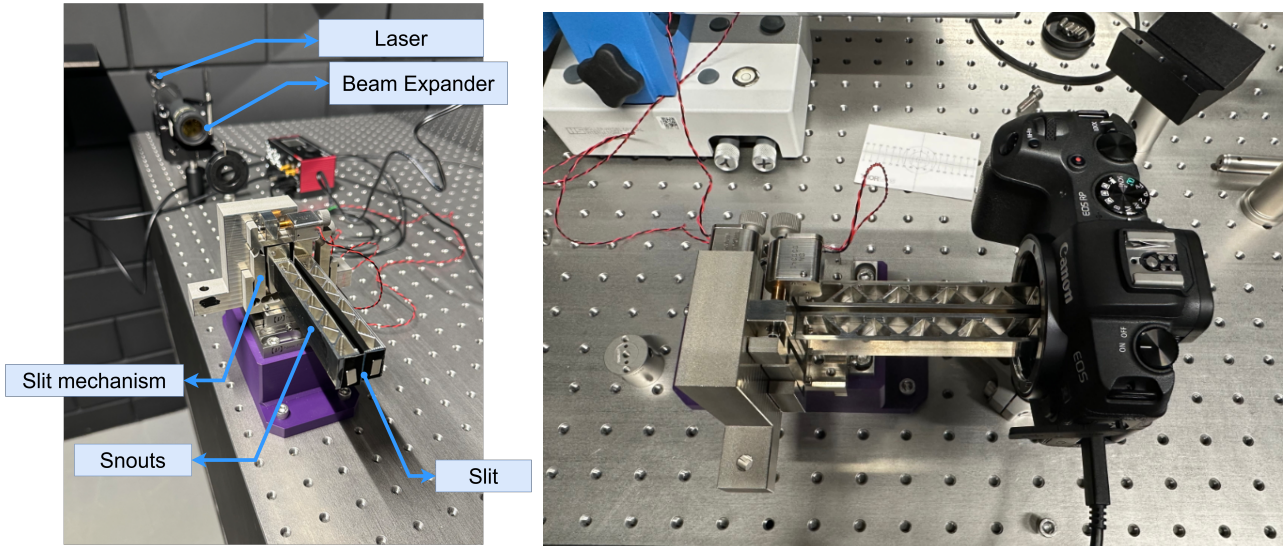 Laser
Beam Expander
Slit mechanism
Snouts
Slit
EOS RP
Canon
ON OFF
EOS